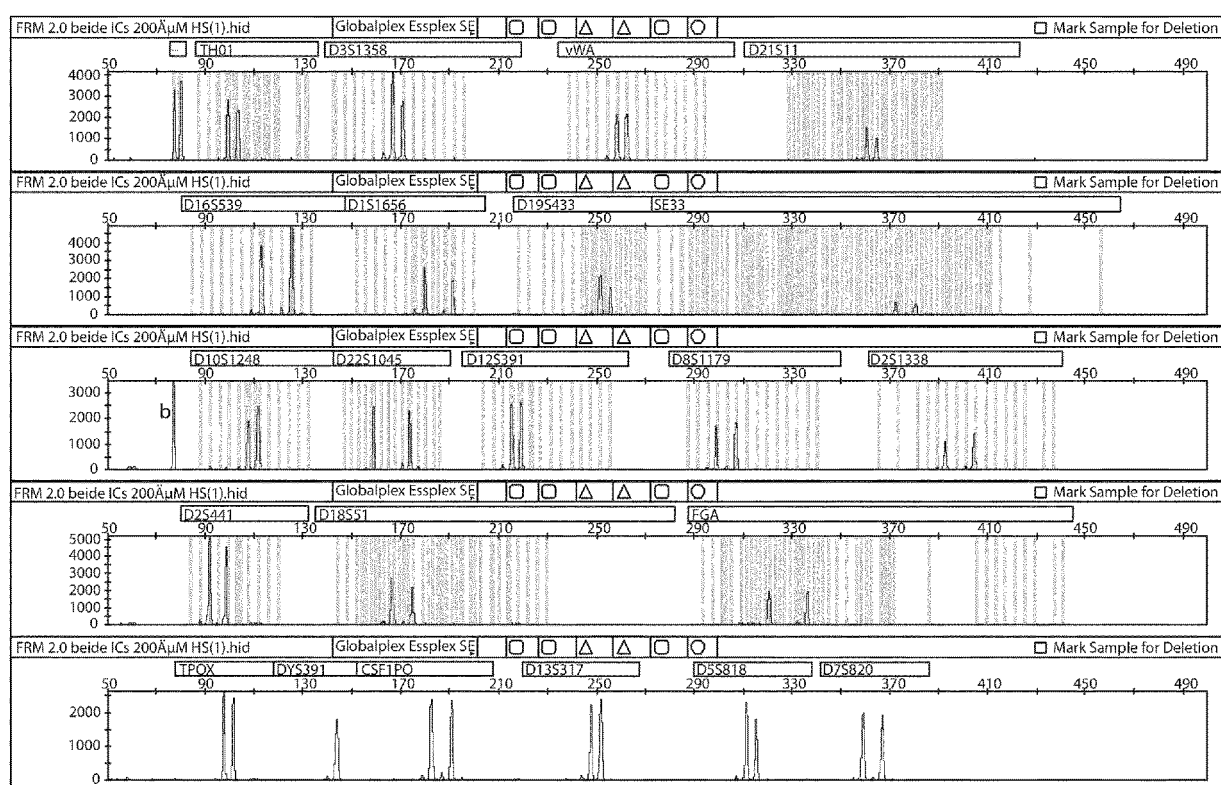 FRM 2.0 beide ICs 200ÄµM HS(1).hid Globalplex Essplex SE Mark Sample for Deletion
... TH01 D3S1358 vWA D21S11
50 90 130 170 210 250 290 330 370 410 450 490
4000
3000
2000
1000
0
FRM 2.0 beide ICs 200ÄµM HS(1).hid Globalplex Essplex SE Mark Sample for Deletion
D16S539 D1S1656 D19S433 SE33
50 90 130 170 210 250 290 330 370 410 450 490
4000
3000
2000
1000
0
FRM 2.0 beide ICs 200ÄµM HS(1).hid Globalplex Essplex SE Mark Sample for Deletion
D10S1248 D22S1045 D12S391 D8S1179 D2S1338
50 90 130 170 210 250 290 330 370 410 450 490
3000
b
2000
1000
0
FRM 2.0 beide ICs 200ÄµM HS(1).hid Globalplex Essplex SE Mark Sample for Deletion
D2S441 D18S51 FGA
50 90 130 170 210 250 290 330 370 410 450 490
5000
4000
3000
2000
1000
0
FRM 2.0 beide ICs 200ÄµM HS(1).hid Globalplex Essplex SE Mark Sample for Deletion
TPOX DYS391 CSF1PO D13S317 D5S818 D7S820
50 90 130 170 210 250 290 330 370 410 450 490
2000
1000
0